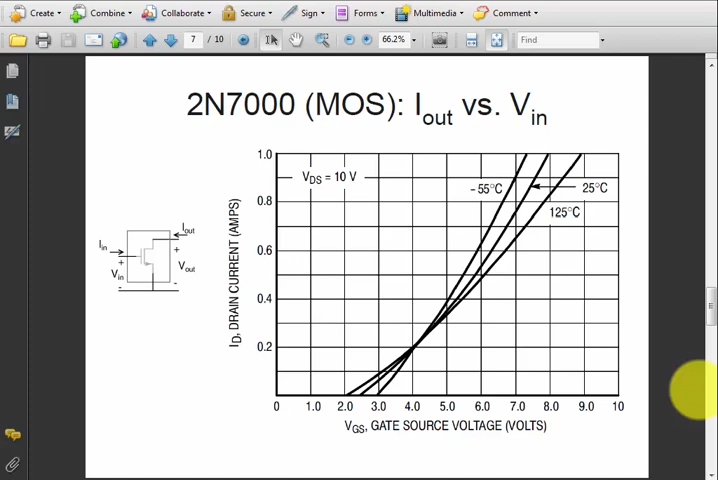 Create Combine Collaborate Secure Sign Forms Multimedia Comment
7 / 10 66.2% Find
2N7000 (MOS): Iout vs. Vin
1.0
VDS = 10 V
-55°C
25°C
0.8
125°C
Iout
Iin
+
+
Vin
Vout
-
-
0.6
0.4
0.2
ID, DRAIN CURRENT (AMPS)
0 1.0 2.0 3.0 4.0 5.0 6.0 7.0 8.0 9.0 10
VGS, GATE SOURCE VOLTAGE (VOLTS)